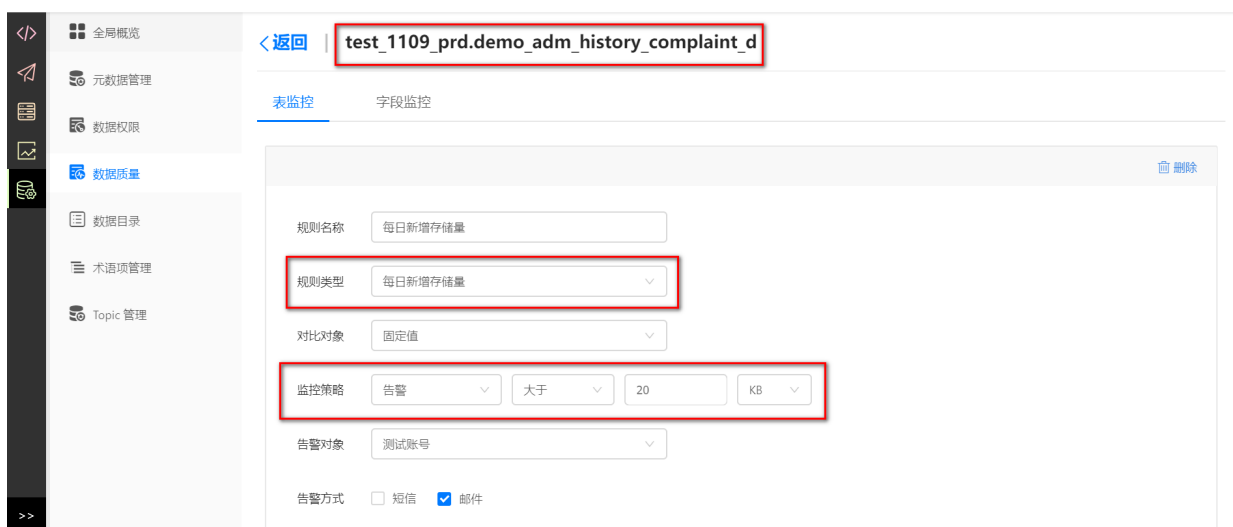 全局概览
元数据管理
数据权限
数据质量
数据目录
术语项管理
Topic 管理
>>
返回 | test_1109_prd.demo_adm_history_complaint_d
表监控 字段监控
删除
规则名称 每日新增存储量
规则类型 每日新增存储量
对比对象 固定值
监控策略 告警 大于 20 KB
告警对象 测试账号
告警方式 短信 邮件